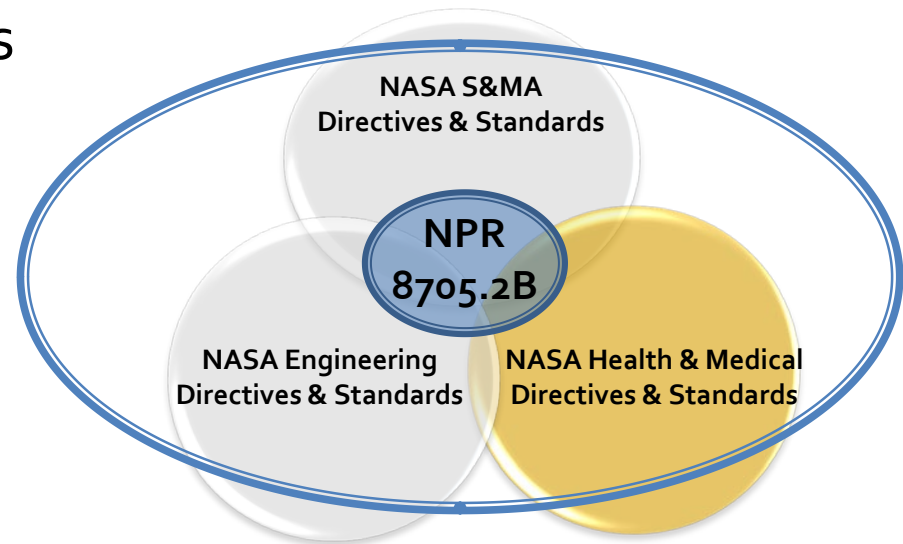 s
NASA S&MA
Directives & Standards
NPR
8705.2B
NASA Engineering
Directives & Standards
NASA Health & Medical
Directives & Standards